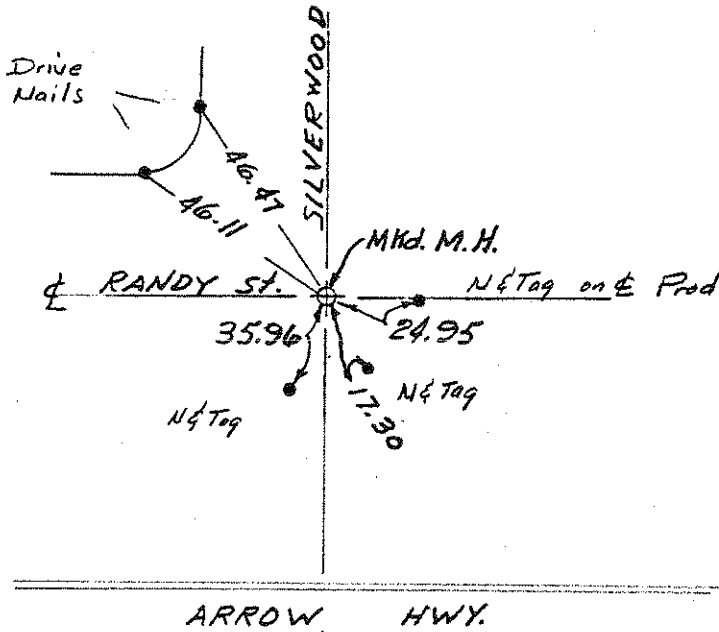 Drive
Nails
SILVERWOOD
46.47
46.11
Mkd. M.H.
℄ RANDY St.
N & Tag on ℄ Prod
35.96
24.95
N & Tag
N & Tag
17.30
ARROW HWY.